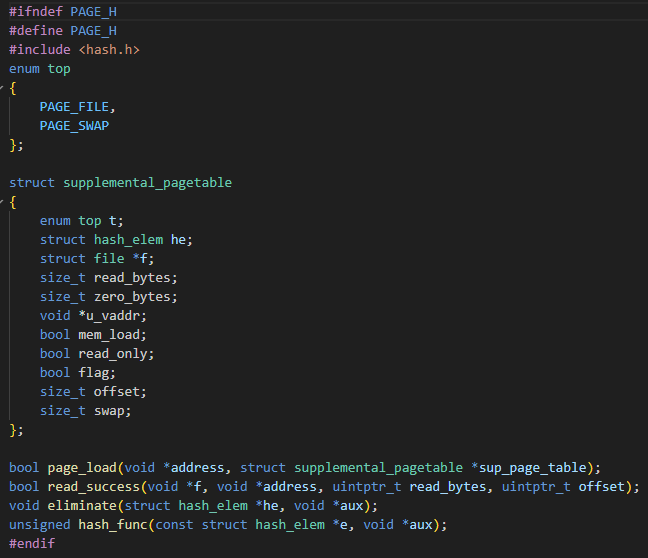 #ifndef PAGE_H
#define PAGE_H
#include <hash.h>
enum top
{
    PAGE_FILE,
    PAGE_SWAP
};

struct supplemental_pagetable
{
    enum top t;
    struct hash_elem he;
    struct file *f;
    size_t read_bytes;
    size_t zero_bytes;
    void *u_vaddr;
    bool mem_load;
    bool read_only;
    bool flag;
    size_t offset;
    size_t swap;
};

bool page_load(void *address, struct supplemental_pagetable *sup_page_table);
bool read_success(void *f, void *address, uintptr_t read_bytes, uintptr_t offset);
void eliminate(struct hash_elem *he, void *aux);
unsigned hash_func(const struct hash_elem *e, void *aux);
#endif